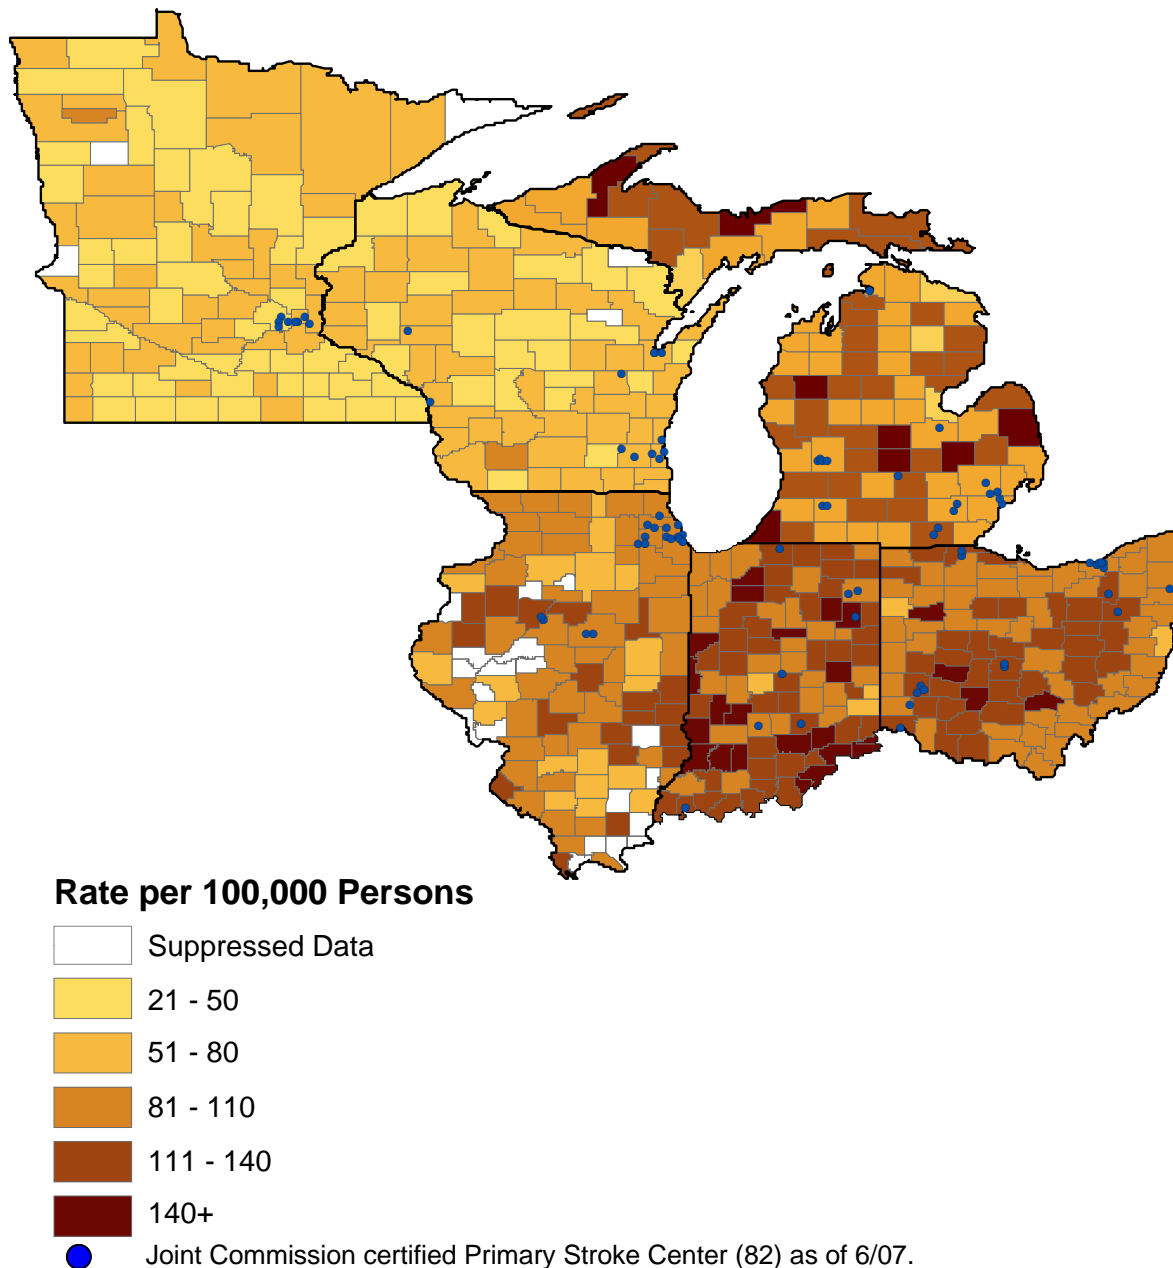 Rate per 100,000 Persons
Suppressed Data
21 - 50
51 - 80
81 - 110
111 - 140
140+
Joint Commission certified Primary Stroke Center (82) as of 6/07.